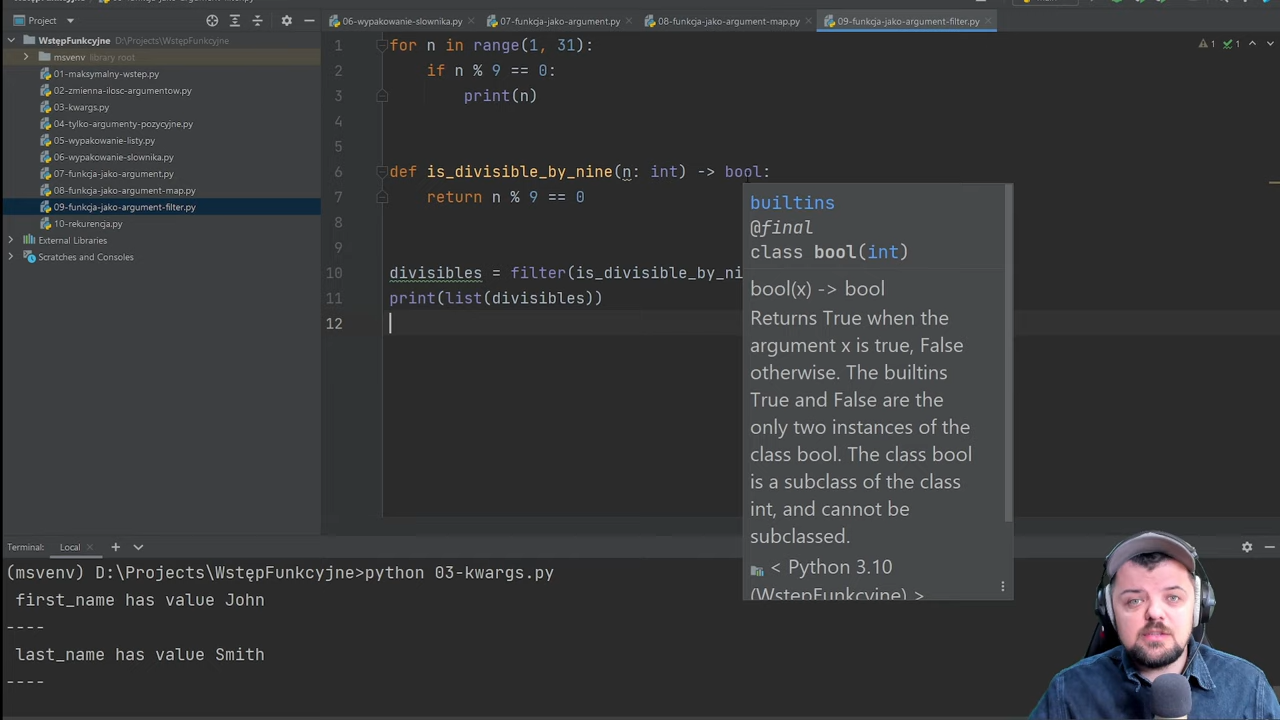 Project
06-wypakowanie-slownika.py
07-funkcja-jako-argument.py
08-funkcja-jako-argument-map.py
09-funkcja-jako-argument-filter.py
WstępFunkcyjne D:\Projects\WstępFunkcyjne
msvenv library root
01-maksymalny-wstep.py
02-zmienna-ilosc-argumentow.py
03-kwargs.py
04-tylko-argumenty-pozycyjne.py
05-wypakowanie-listy.py
06-wypakowanie-slownika.py
07-funkcja-jako-argument.py
08-funkcja-jako-argument-map.py
09-funkcja-jako-argument-filter.py
10-rekurencja.py
External Libraries
Scratches and Consoles
1 for n in range(1, 31):
2 if n % 9 == 0:
3 print(n)
4
5
6 def is_divisible_by_nine(n: int) -> bool:
7 return n % 9 == 0
8
9
10 divisibles = filter(is_divisible_by_ni
11 print(list(divisibles))
12
1 1
builtins
@final
class bool(int)
bool(x) -> bool
Returns True when the
argument x is true, False
otherwise. The builtins
True and False are the
only two instances of the
class bool. The class bool
is a subclass of the class
int, and cannot be
subclassed.
< Python 3.10
(WstepFunkcyjne) >
Terminal: Local
(msvenv) D:\Projects\WstępFunkcyjne>python 03-kwargs.py
first_name has value John
----
last_name has value Smith
----